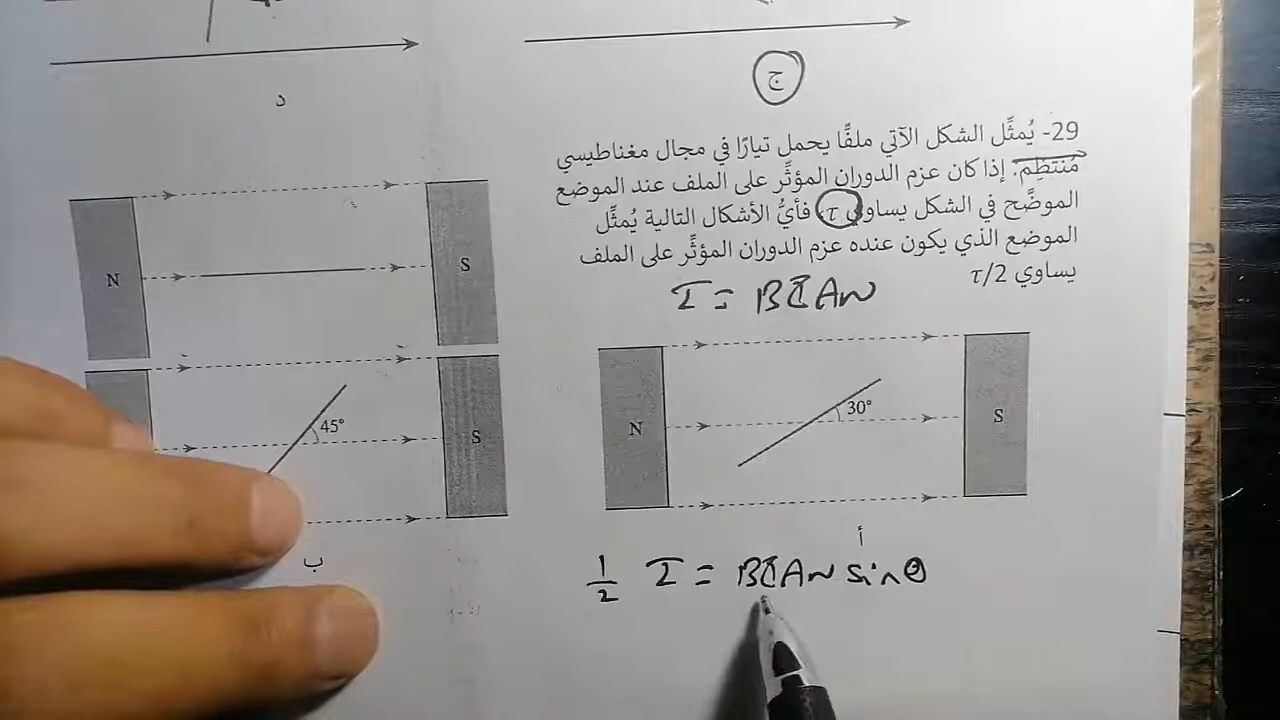 د
ج
29- يُمثِّل الشكل الآتي ملفًّا يحمل تيارًا في مجال مغناطيسي
مُنتظِم. إذا كان عزم الدوران المؤثِّر على الملف عند الموضع
الموضَّح في الشكل يساوي τ، فأيُّ الأشكال التالية يُمثِّل
الموضع الذي يكون عنده عزم الدوران المؤثِّر على الملف
يساوي τ/2
τ = BIAN
N
S
N
30°
S
أ
45°
S
ب
1/2 τ = BIAN sin θ